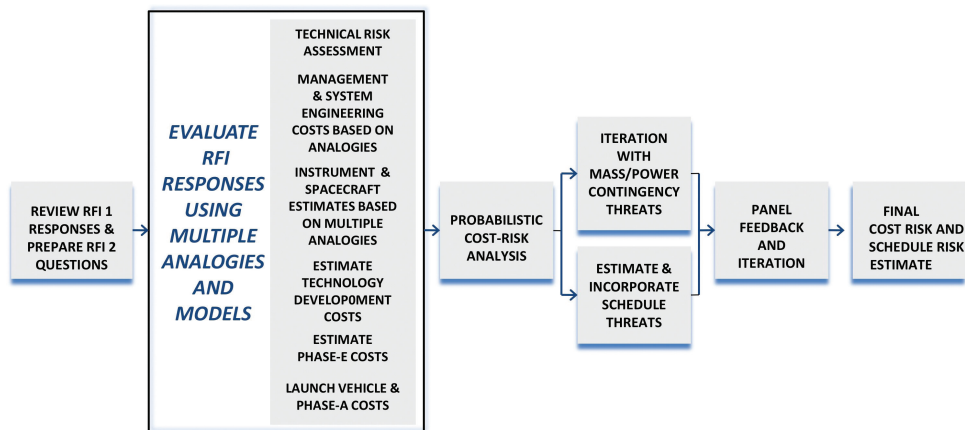 REVIEW RFI 1
RESPONSES &
PREPARE RFI 2
QUESTIONS
EVALUATE
RFI
RESPONSES
USING
MULTIPLE
ANALOGIES
AND
MODELS
TECHNICAL RISK
ASSESSMENT
MANAGEMENT
& SYSTEM
ENGINEERING
COSTS BASED ON
ANALOGIES
INSTRUMENT &
SPACECRAFT
ESTIMATES BASED
ON MULTIPLE
ANALOGIES
ESTIMATE
TECHNOLOGY
DEVELOP0MENT
COSTS
ESTIMATE
PHASE-E COSTS
LAUNCH VEHICLE &
PHASE-A COSTS
PROBABILISTIC
COST-RISK
ANALYSIS
ITERATION
WITH
MASS/POWER
CONTINGENCY
THREATS
ESTIMATE &
INCORPORATE
SCHEDULE
THREATS
PANEL
FEEDBACK
AND
ITERATION
FINAL
COST RISK AND
SCHEDULE RISK
ESTIMATE